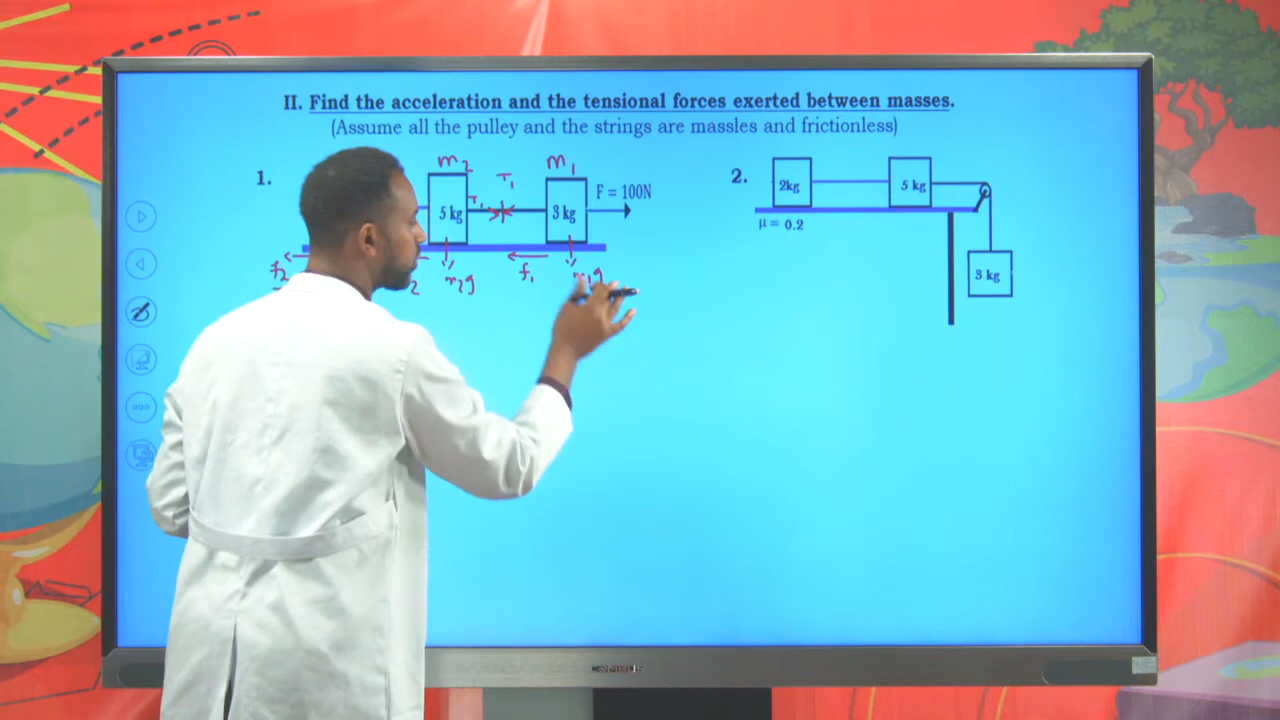 II. Find the acceleration and the tensional forces exerted between masses.
(Assume all the pulley and the strings are massles and frictionless)
1.
m2
m1
T1
T1
5 kg
3 kg
F = 100N
f2
2
m2g
f1
m1g
2.
2kg
5 kg
μ = 0.2
3 kg